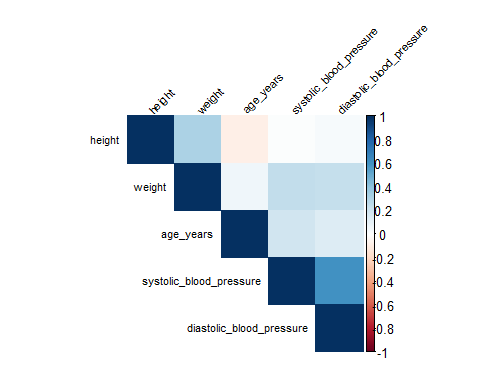 height
weight
age_years
systolic_blood_pressure
diastolic_blood_pressure
height
weight
age_years
systolic_blood_pressure
diastolic_blood_pressure
1
0.8
0.6
0.4
0.2
0
-0.2
-0.4
-0.6
-0.8
-1